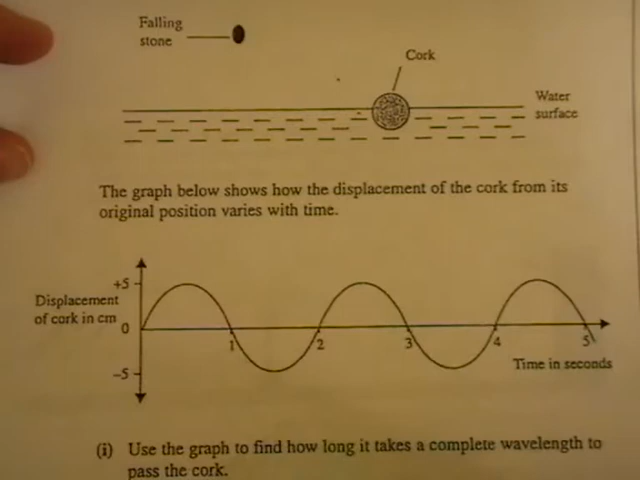 Falling
stone
Cork
Water
surface
The graph below shows how the displacement of the cork from its
original position varies with time.
+5
Displacement
of cork in cm
0
1
2
3
4
5
Time in seconds
-5
(i) Use the graph to find how long it takes a complete wavelength to
pass the cork.